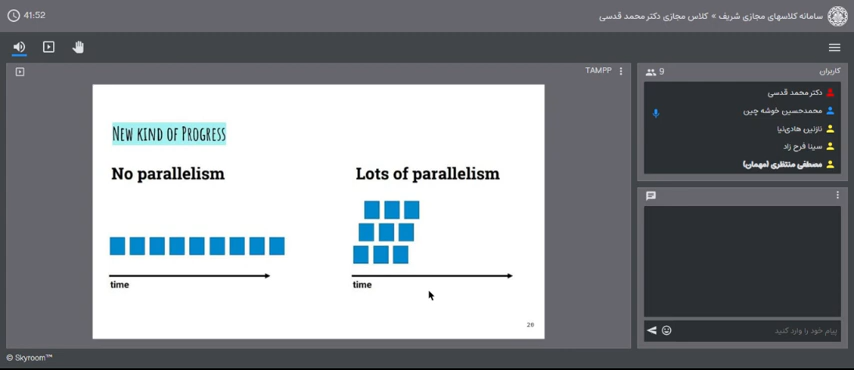 41:52
سامانه کلاسهای مجازی شریف » کلاس مجازی دکتر محمد قدسی
TAMPP
NEW KIND OF PROGRESS
No parallelism
Lots of parallelism
time
time
20
کاربران
9
دکتر محمد قدسی
محمدحسین خوشه چین
نازلین هادی‌نیا
سینا فرح زاد
مصطفی منتظری (مهمان)
پیام خود را وارد کنید
© Skyroom™